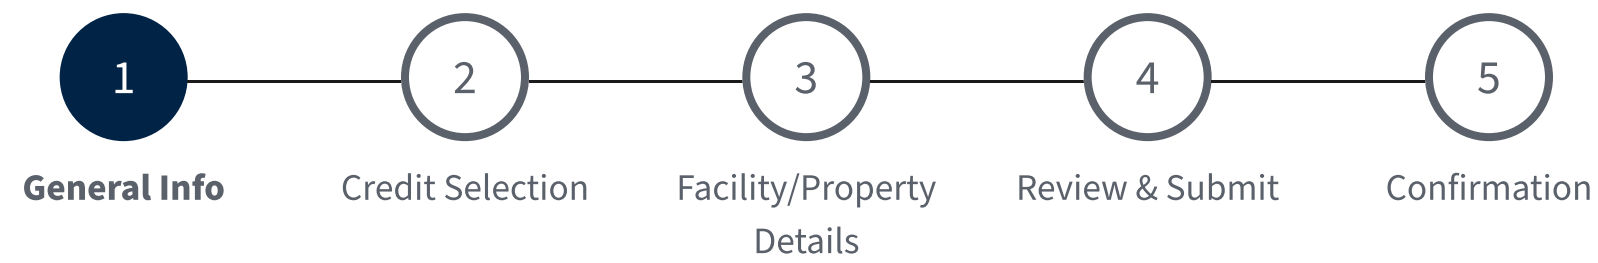 1 2 3 4 5
General Info Credit Selection Facility/Property Review & Submit Confirmation
Details